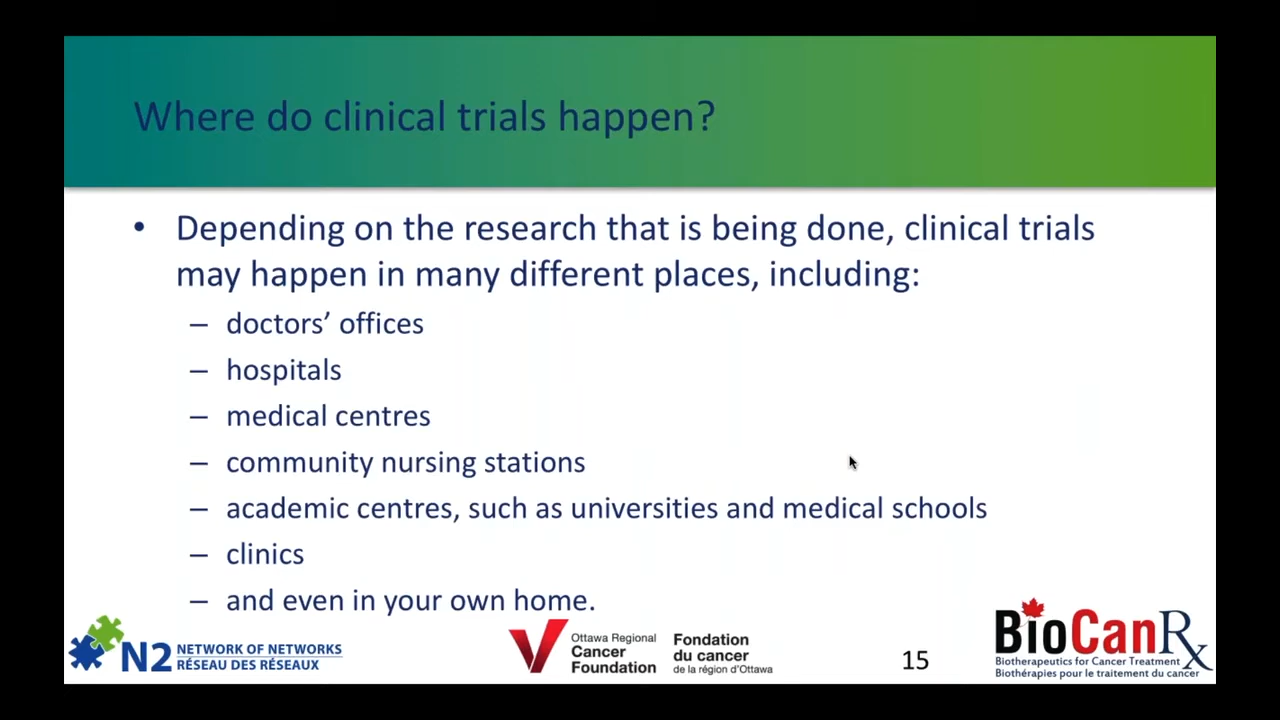 Where do clinical trials happen?
• Depending on the research that is being done, clinical trials
may happen in many different places, including:
– doctors’ offices
– hospitals
– medical centres
– community nursing stations
– academic centres, such as universities and medical schools
– clinics
– and even in your own home.
N2 NETWORK OF NETWORKS
RÉSEAU DES RÉSEAUX
Ottawa Regional
Cancer
Foundation
Fondation
du cancer
de la région d’Ottawa
15
BioCanRx
Biotherapeutics for Cancer Treatment
Biothérapies pour le traitement du cancer